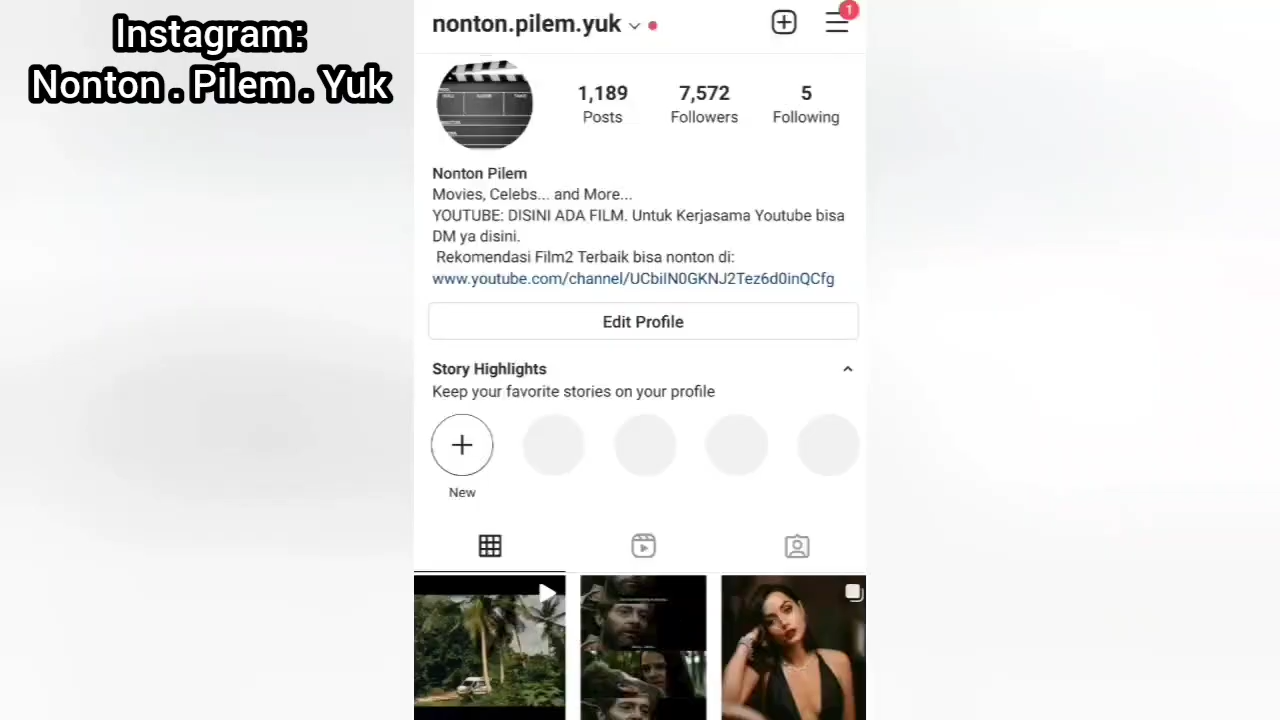 Instagram:
Nonton . Pilem . Yuk
nonton.pilem.yuk
1
1,189 7,572 5
Posts Followers Following
Nonton Pilem
Movies, Celebs... and More...
YOUTUBE: DISINI ADA FILM. Untuk Kerjasama Youtube bisa
DM ya disini.
Rekomendasi Film2 Terbaik bisa nonton di:
www.youtube.com/channel/UCbilN0GKNJ2Tez6d0inQCfg
Edit Profile
Story Highlights
Keep your favorite stories on your profile
New